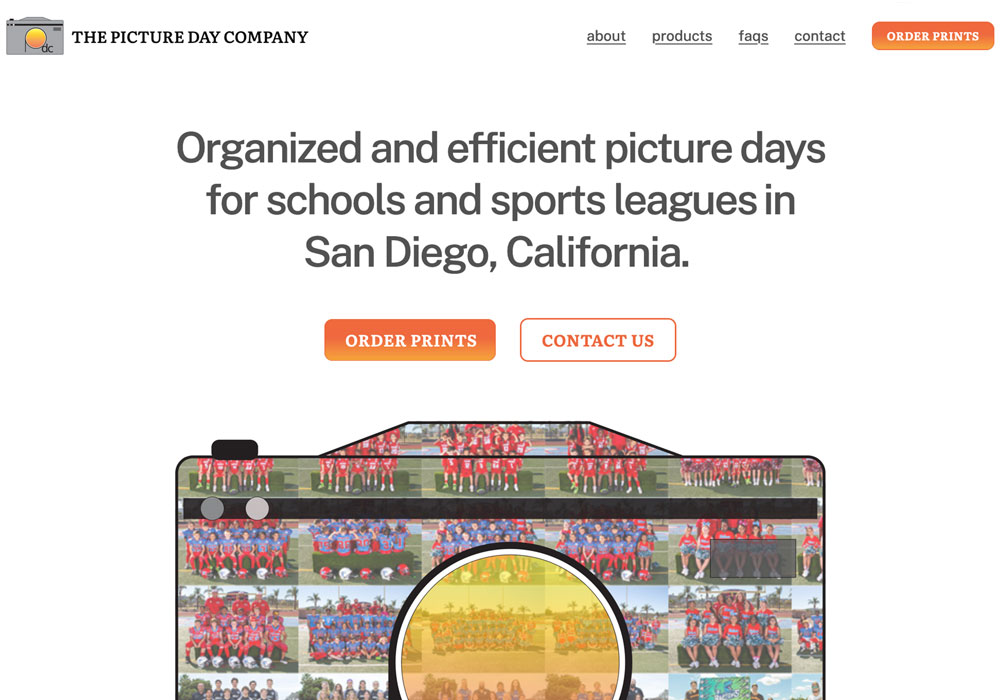 dc
THE PICTURE DAY COMPANY
about
products
faqs
contact
ORDER PRINTS
Organized and efficient picture days
for schools and sports leagues in
San Diego, California.
ORDER PRINTS
CONTACT US